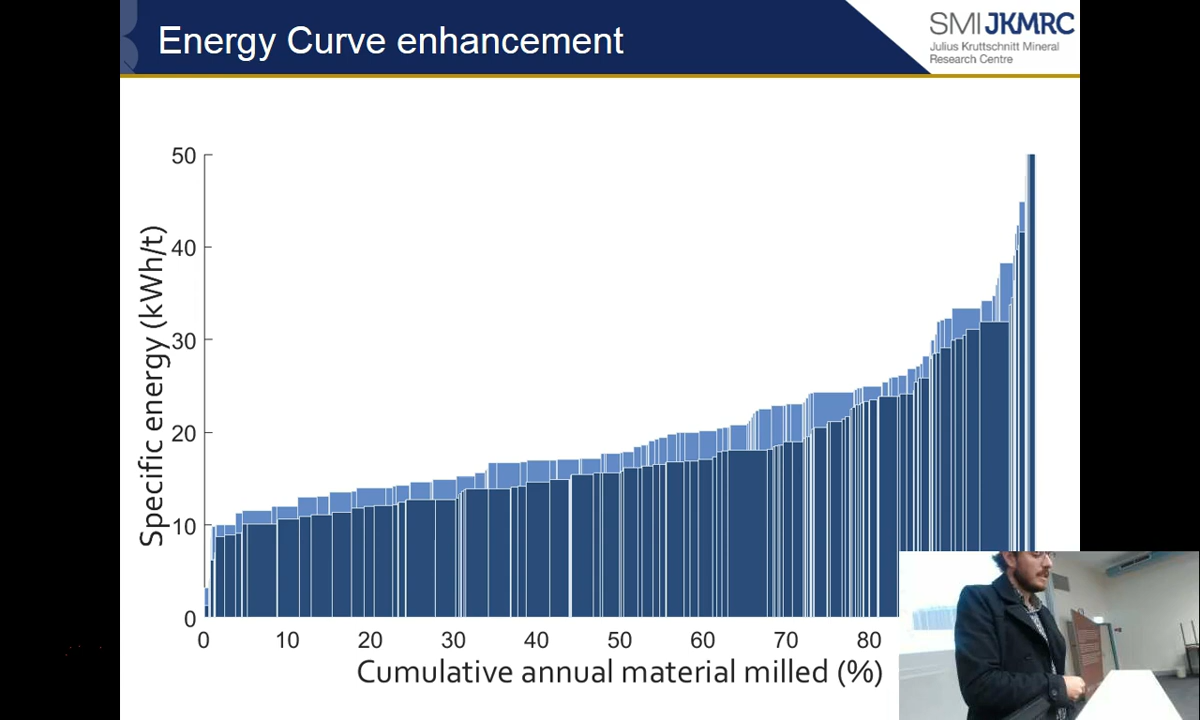 Energy Curve enhancement
SMI JKMRC
Julius Kruttschnitt Mineral
Research Centre
50
40
30
20
10
0
Specific energy (kWh/t)
0 10 20 30 40 50 60 70 80
Cumulative annual material milled (%)